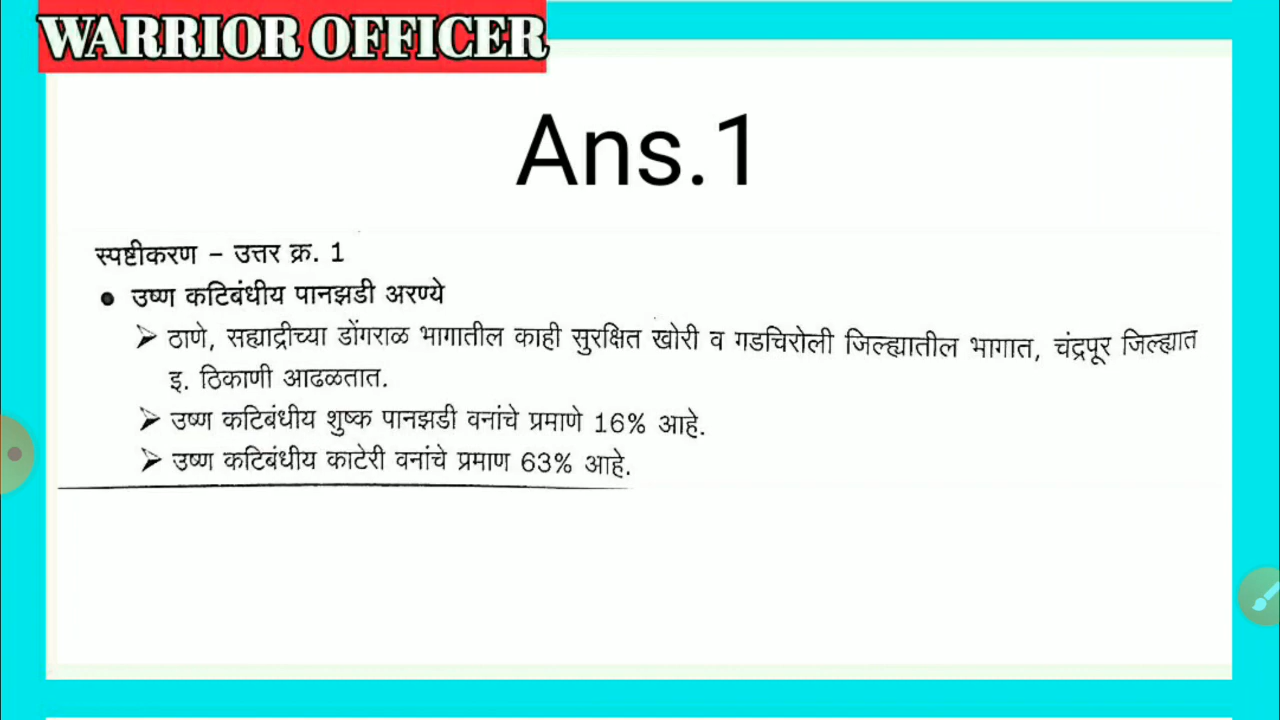 WARRIOR OFFICER
Ans.1
स्पष्टीकरण – उत्तर क्र. 1
● उष्ण कटिबंधीय पानझडी अरण्ये
➢ ठाणे, सह्याद्रीच्या डोंगराळ भागातील काही सुरक्षित खोरी व गडचिरोली जिल्ह्यातील भागात, चंद्रपूर जिल्ह्यात
इ. ठिकाणी आढळतात.
➢ उष्ण कटिबंधीय शुष्क पानझडी वनांचे प्रमाणे 16% आहे.
➢ उष्ण कटिबंधीय काटेरी वनांचे प्रमाण 63% आहे.